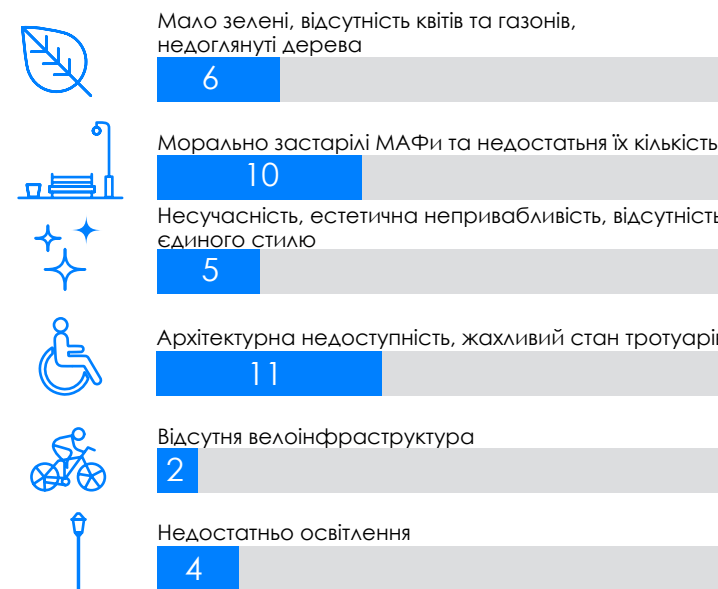 Мало зелені, відсутність квітів та газонів,
недоглянуті дерева
6
Морально застарілі МАФи та недостатня їх кількість
10
Несучасність, естетична непривабливість, відсутність
єдиного стилю
5
Архітектурна недоступність, жахливий стан тротуарів
11
Відсутня велоінфраструктура
2
Недостатньо освітлення
4